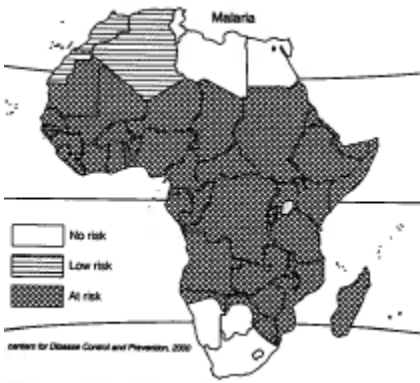 Malaria
No risk
Low risk
At risk
centers for Disease Control and Prevention, 2000